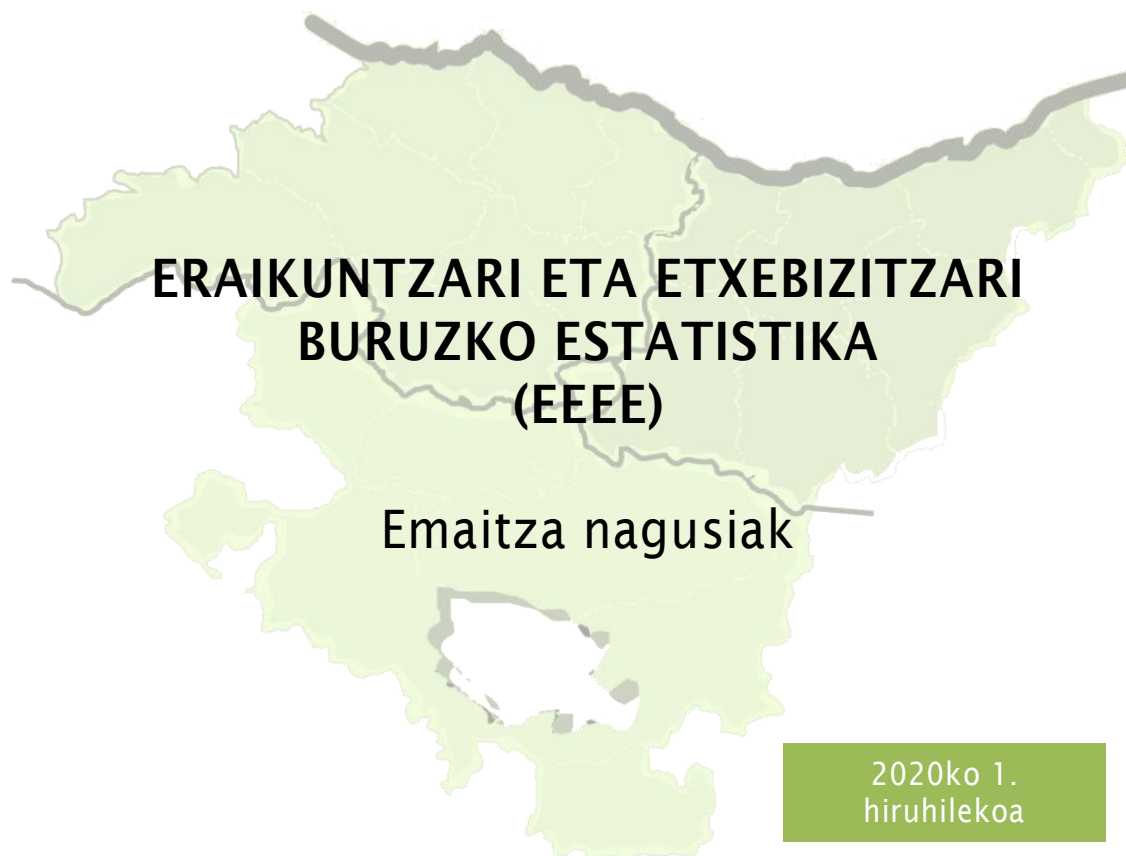 ERAIKUNTZARI ETA ETXEBIZITZARI
BURUZKO ESTATISTIKA
(EEEE)
Emaitza nagusiak
2020ko 1.
hiruhilekoa